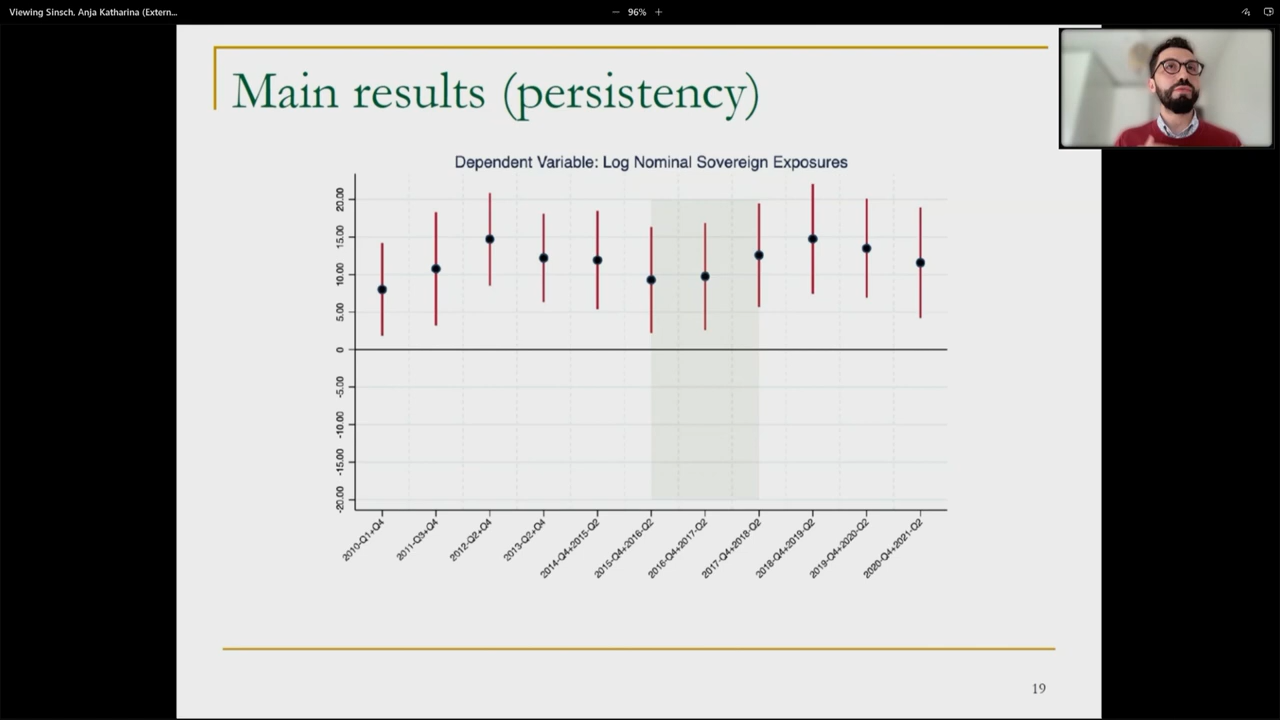 Viewing Sinsch, Anja Katharina (Extern...
96%
Main results (persistency)
Dependent Variable: Log Nominal Sovereign Exposures
20.00
15.00
10.00
5.00
0
-5.00
-10.00
-15.00
-20.00
2010-Q1+Q4
2011-Q3+Q4
2012-Q2+Q4
2013-Q2+Q4
2014-Q4+2015-Q2
2015-Q4+2016-Q2
2016-Q4+2017-Q2
2017-Q4+2018-Q2
2018-Q4+2019-Q2
2019-Q4+2020-Q2
2020-Q4+2021-Q2
19